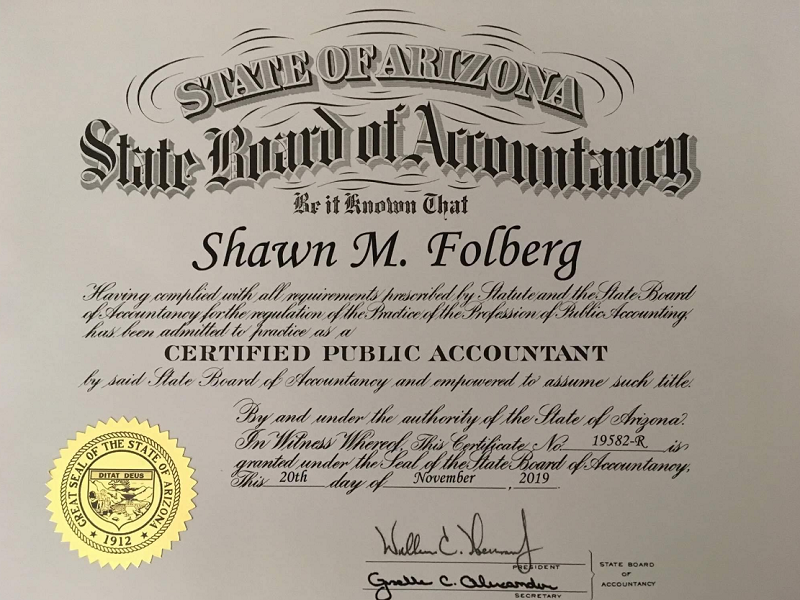 STATE OF ARIZONA
State Board of Accountancy
Be it Known That
Shawn M. Folberg
Having complied with all requirements prescribed by Statute and the State Board
of Accountancy for the regulation of the Practice of the Profession of Public Accounting,
has been admitted to practice as a
CERTIFIED PUBLIC ACCOUNTANT
by said State Board of Accountancy and empowered to assume such title.
By and under the authority of the State of Arizona.
In Witness Whereof, This Certificate No. 19582-R is
granted under the Seal of the State Board of Accountancy,
This 20th day of November, 2019
GREAT SEAL OF THE STATE OF ARIZONA
DITAT DEUS
1912
William C.
PRESIDENT
STATE BOARD
OF
ACCOUNTANCY
C. Alexander
SECRETARY